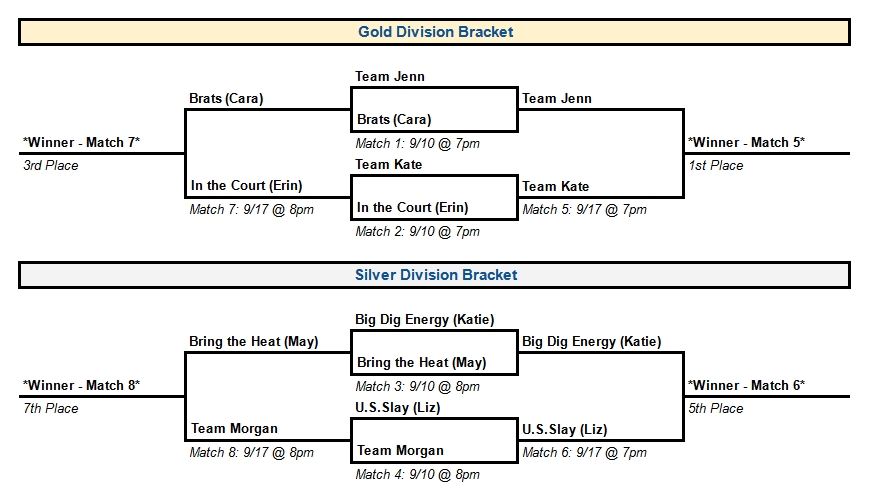 Gold Division Bracket
Team Jenn
Brats (Cara)
Brats (Cara)
Team Jenn
*Winner - Match 7*
Match 1: 9/10 @ 7pm
*Winner - Match 5*
3rd Place
Team Kate
1st Place
In the Court (Erin)
In the Court (Erin)
Team Kate
Match 7: 9/17 @ 8pm
Match 2: 9/10 @ 7pm
Match 5: 9/17 @ 7pm
Silver Division Bracket
Big Dig Energy (Katie)
Bring the Heat (May)
Bring the Heat (May)
Big Dig Energy (Katie)
*Winner - Match 8*
Match 3: 9/10 @ 8pm
*Winner - Match 6*
7th Place
U.S.Slay (Liz)
5th Place
Team Morgan
Team Morgan
U.S.Slay (Liz)
Match 8: 9/17 @ 8pm
Match 4: 9/10 @ 8pm
Match 6: 9/17 @ 7pm